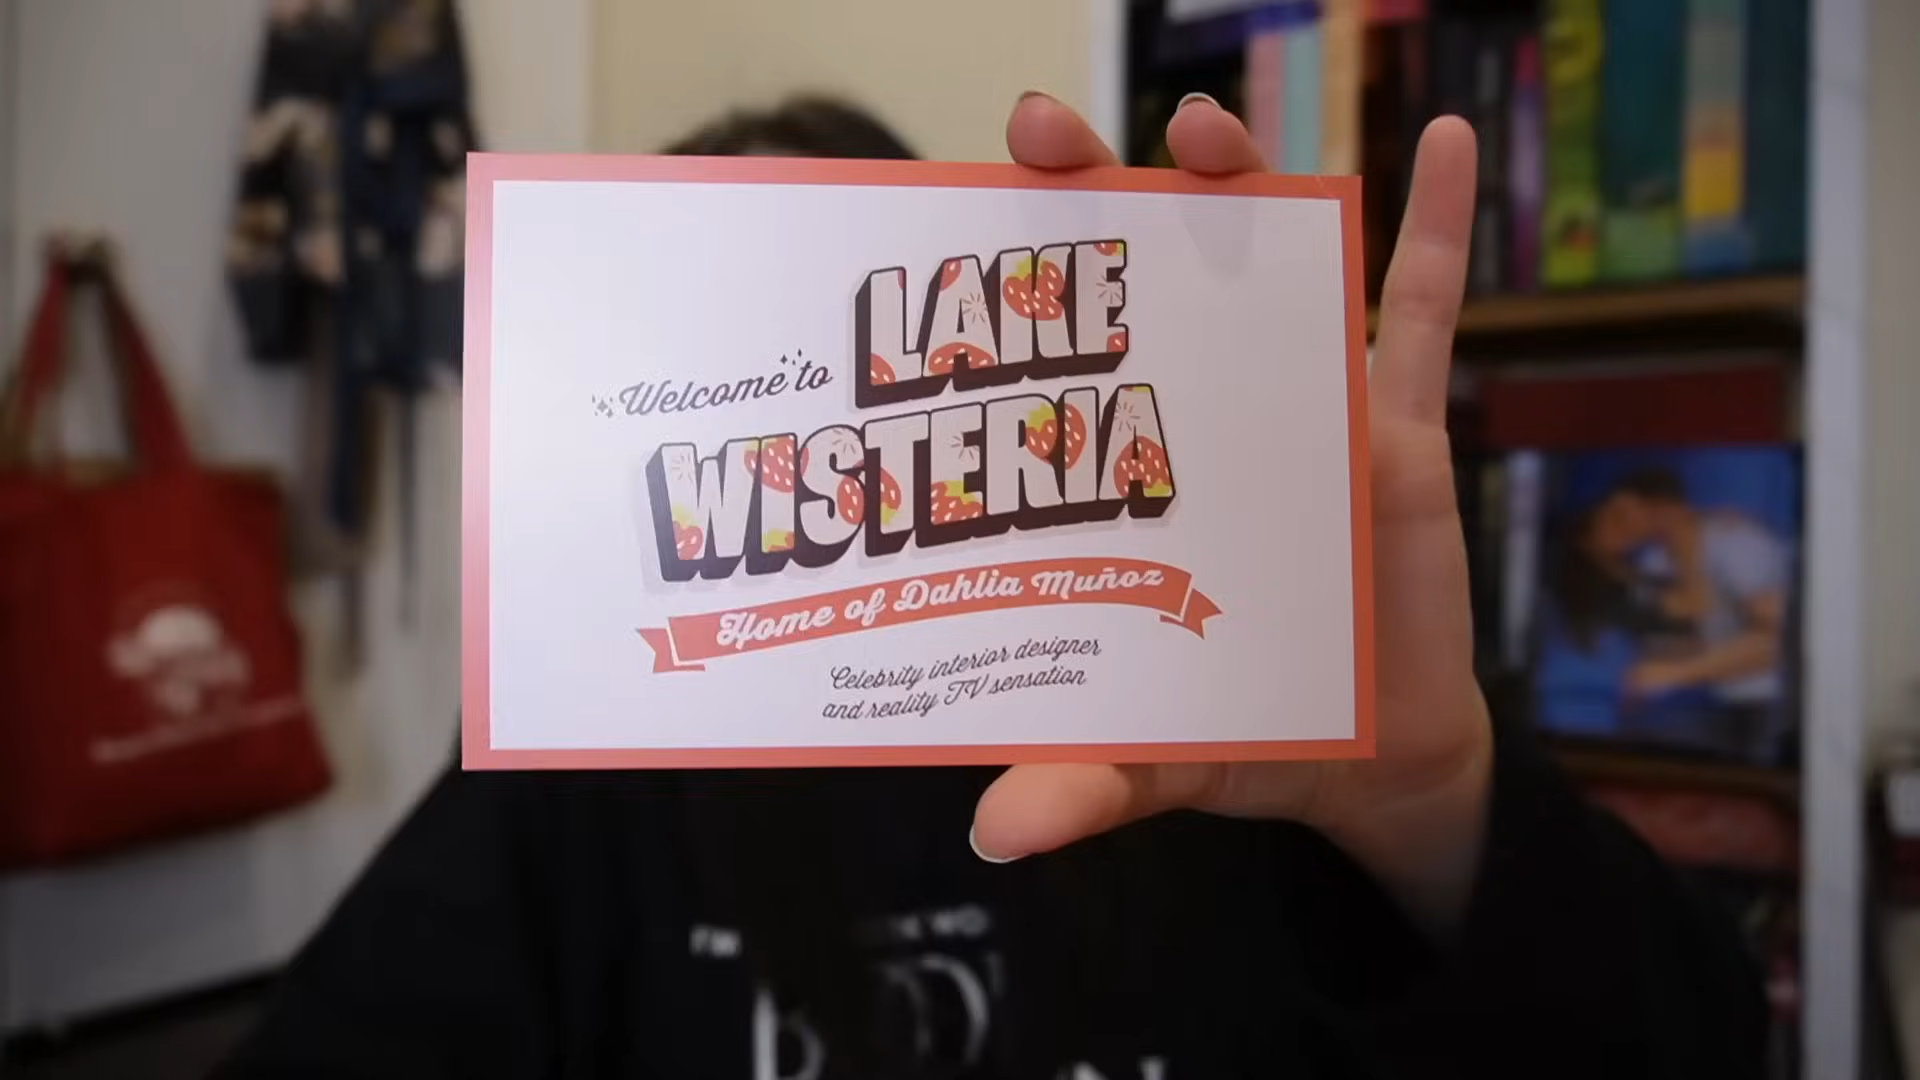 Welcome to LAKE
WISTERIA
Home of Dahlia Muñoz
Celebrity interior designer
and reality TV sensation